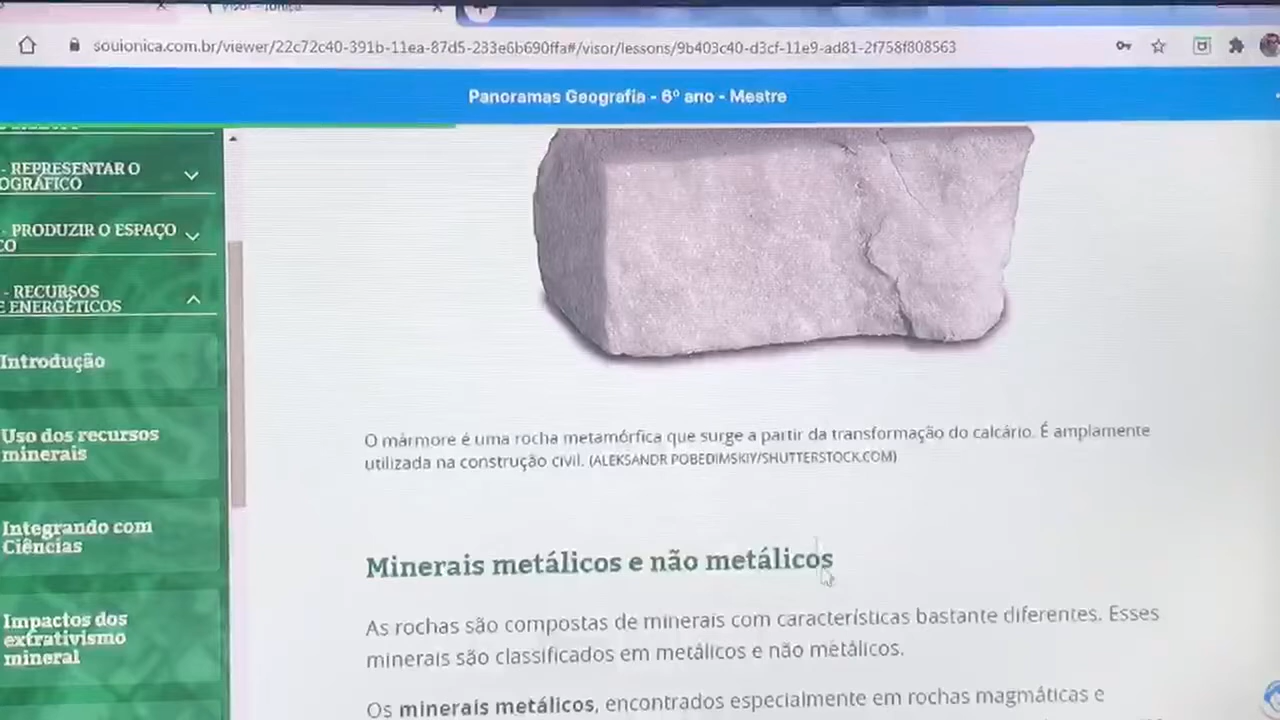 souionica.com.br/viewer/22c72c40-391b-11ea-87d5-233e6b690ffa#/visor/lessons/9b403c40-d3cf-11e9-ad81-2f758f808563
Panoramas Geografia - 6º ano - Mestre
- REPRESENTAR O
OGRÁFICO
- PRODUZIR O ESPAÇO
CO
- RECURSOS
E ENERGÉTICOS
Introdução
Uso dos recursos
minerais
Integrando com
Ciências
Impactos dos
extrativismo
mineral
O mármore é uma rocha metamórfica que surge a partir da transformação do calcário. É amplamente
utilizada na construção civil. (ALEKSANDR POBEDIMSKIY/SHUTTERSTOCK.COM)
Minerais metálicos e não metálicos
As rochas são compostas de minerais com características bastante diferentes. Esses
minerais são classificados em metálicos e não metálicos.
Os minerais metálicos, encontrados especialmente em rochas magmáticas e